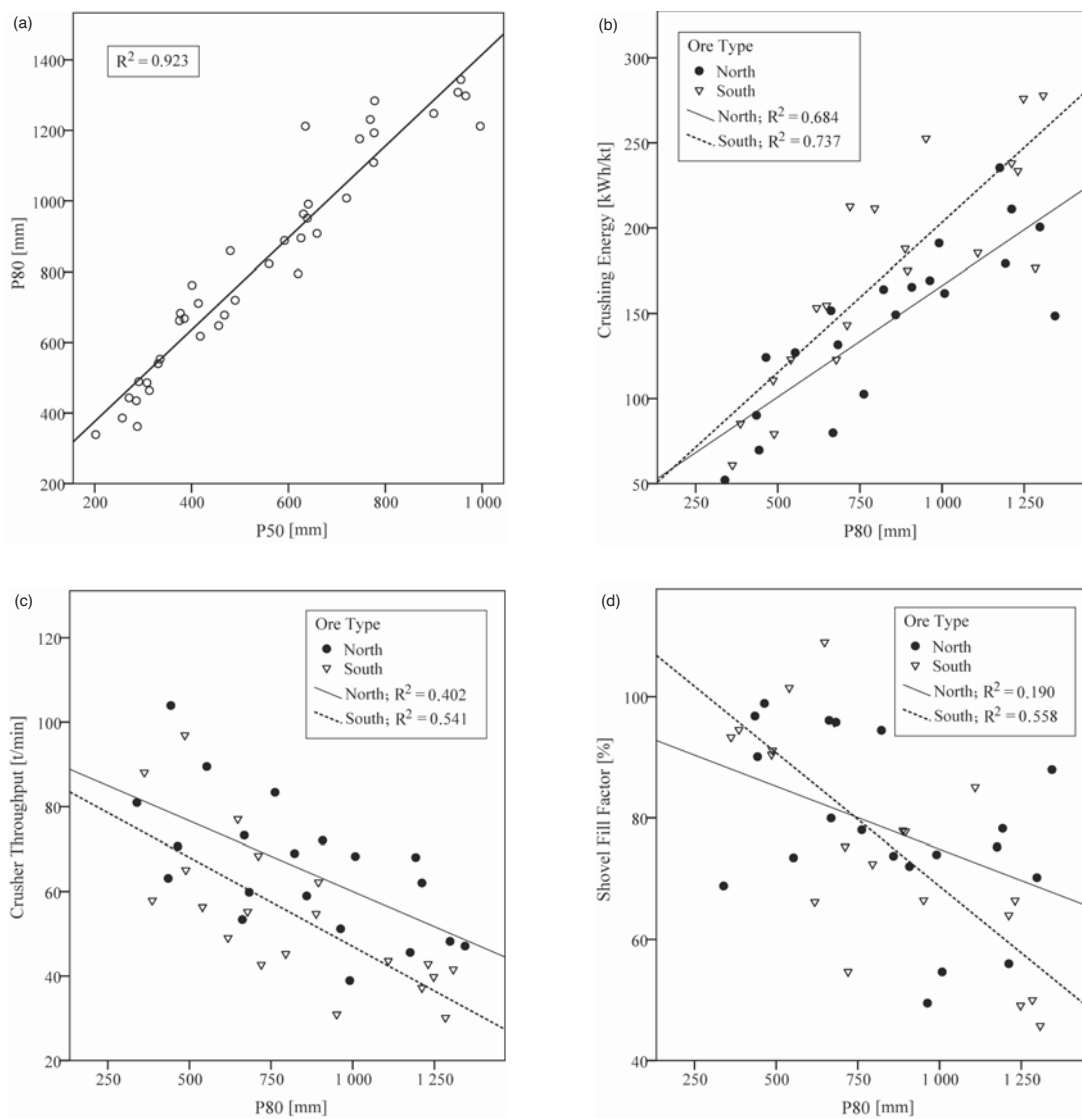 (a)
R² = 0.923
1400
1200
1000
800
600
400
200
200 400 600 800 1 000
P80 [mm]
P50 [mm]
(b)
Ore Type
North
South
North; R² = 0.684
South; R² = 0.737
300
250
200
150
100
50
250 500 750 1 000 1 250
Crushing Energy [kWh/kt]
P80 [mm]
(c)
Ore Type
North
South
North; R² = 0.402
South; R² = 0.541
120
100
80
60
40
20
250 500 750 1 000 1 250
Crusher Throughput [t/min]
P80 [mm]
(d)
Ore Type
North
South
North; R² = 0.190
South; R² = 0.558
100
80
60
40
250 500 750 1 000 1 250
Shovel Fill Factor [%]
P80 [mm]